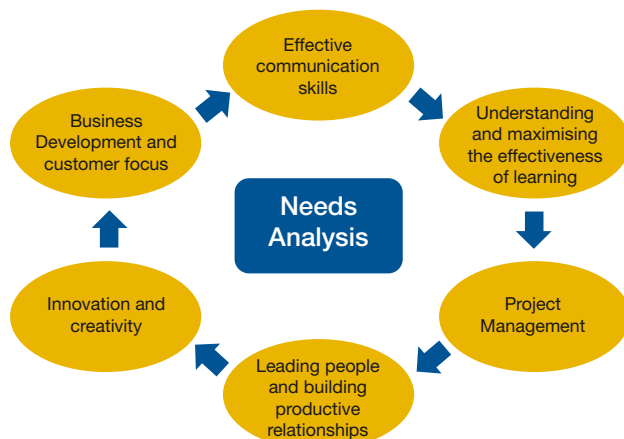 Effective
communication
skills
Understanding
and maximising
the effectiveness
of learning
Project
Management
Leading people
and building
productive
relationships
Innovation and
creativity
Business
Development and
customer focus
Needs
Analysis